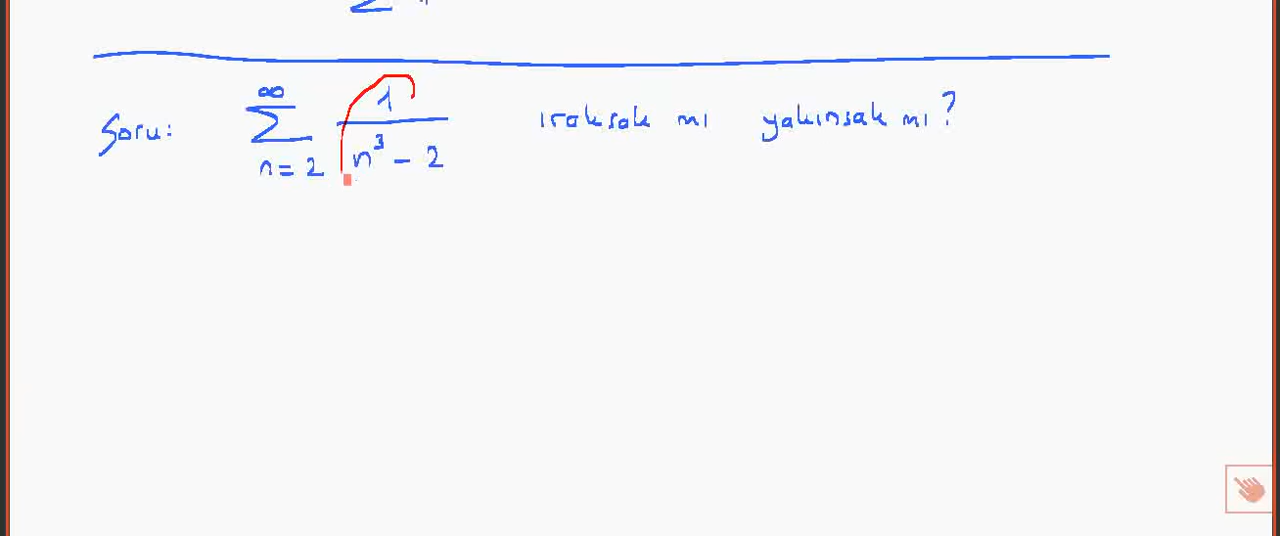 Soru: ∞ ∑ n = 2 1 / (n³ - 2) ıraksak mı yakınsak mı?